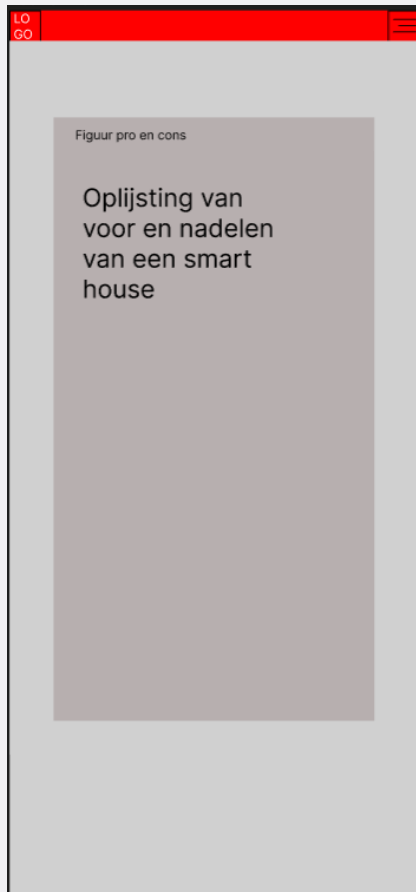 LO
GO
Figuur pro en cons
Oplijsting van
voor en nadelen
van een smart
house